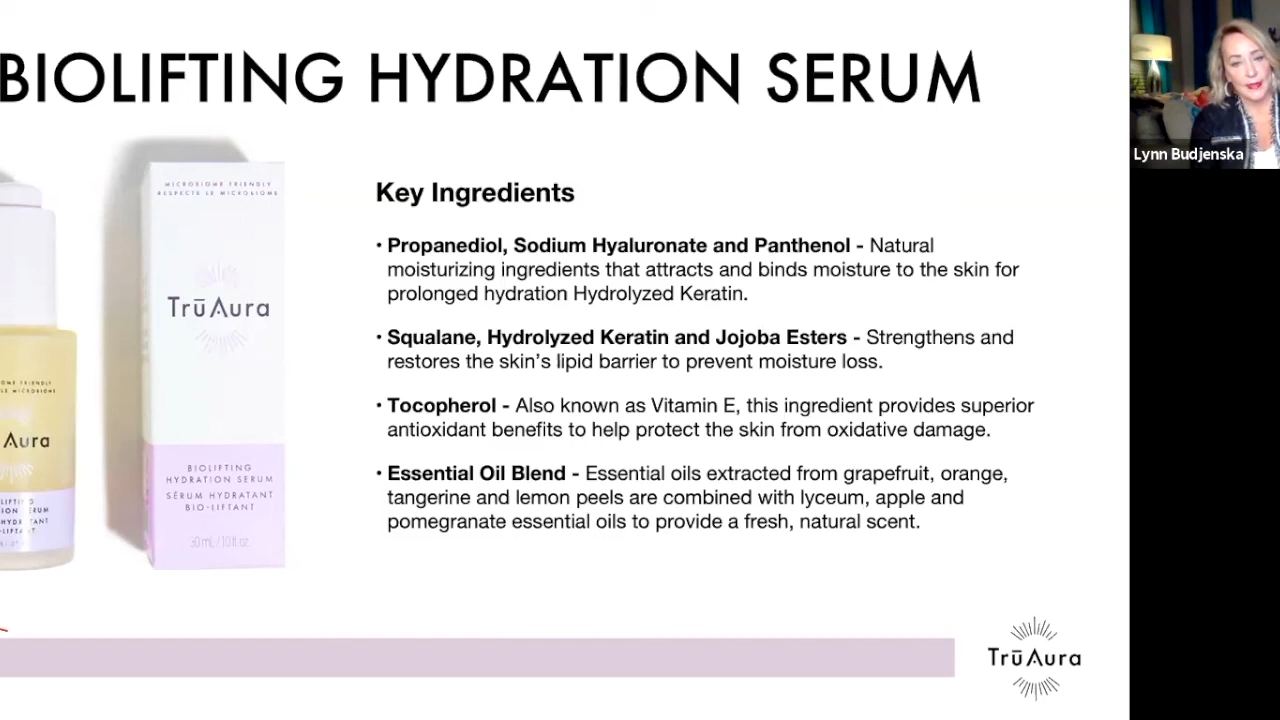 BIOLIFTING HYDRATION SERUM
Lynn Budjenska
MICROBIOME FRIENDLY
RESPECTE LE MICROBIOME
TrūAura
BIOLIFTING
HYDRATION SERUM
SÉRUM HYDRATANT
BIO-LIFTANT
Aura
Key Ingredients
• Propanediol, Sodium Hyaluronate and Panthenol - Natural
moisturizing ingredients that attracts and binds moisture to the skin for
prolonged hydration Hydrolyzed Keratin.
• Squalane, Hydrolyzed Keratin and Jojoba Esters - Strengthens and
restores the skin’s lipid barrier to prevent moisture loss.
• Tocopherol - Also known as Vitamin E, this ingredient provides superior
antioxidant benefits to help protect the skin from oxidative damage.
• Essential Oil Blend - Essential oils extracted from grapefruit, orange,
tangerine and lemon peels are combined with lyceum, apple and
pomegranate essential oils to provide a fresh, natural scent.
TrūAura